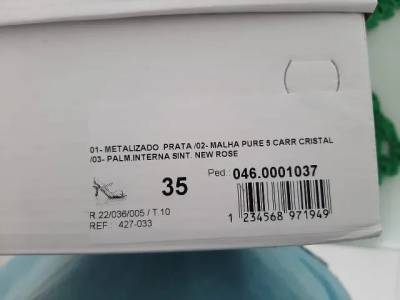 01- METALIZADO PRATA /02- MALHA PURE 5 CARR CRISTAL
/03- PALM.INTERNA SINT. NEW ROSE
35
Ped.: 046.0001037
R.22/036/005 / T.10
REF.: 427-033
1 234568 971949